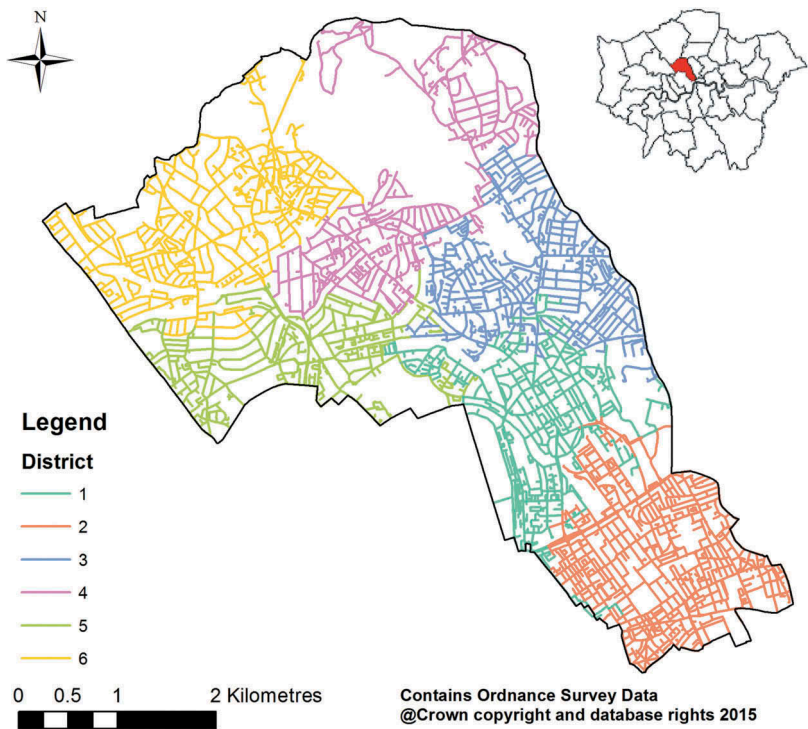 N
Legend
District
1
2
3
4
5
6
0 0.5 1 2 Kilometres
Contains Ordnance Survey Data
@Crown copyright and database rights 2015